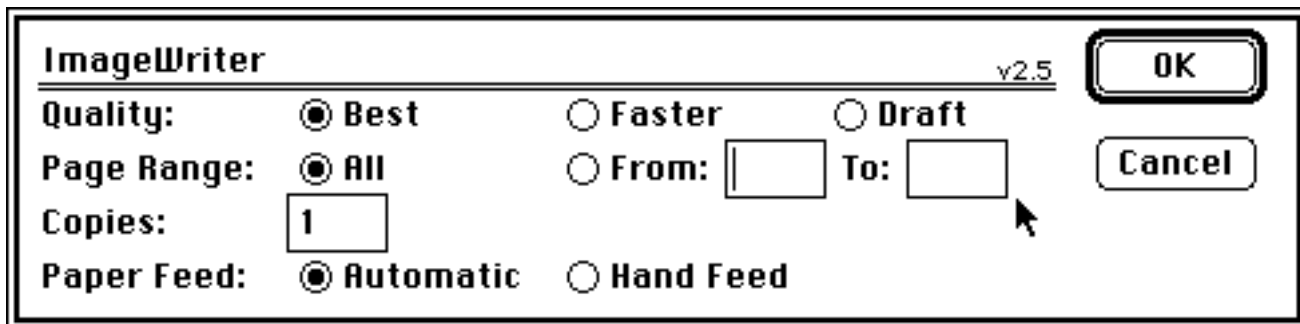 ImageWriter v2.5 OK
Quality: Best Faster Draft
Page Range: All From: To: Cancel
Copies: 1
Paper Feed: Automatic Hand Feed